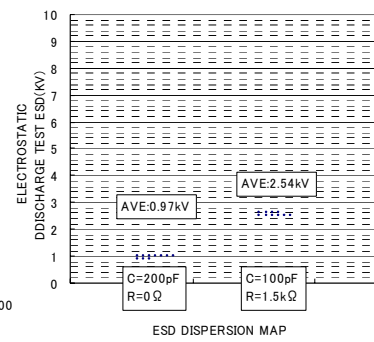 ELECTROSTATIC
DDISCHARGE TEST ESD(KV)
10
9
8
7
6
5
4
3
2
1
0
AVE:0.97kV
AVE:2.54kV
C=200pF
R=0Ω
C=100pF
R=1.5kΩ
00
ESD DISPERSION MAP